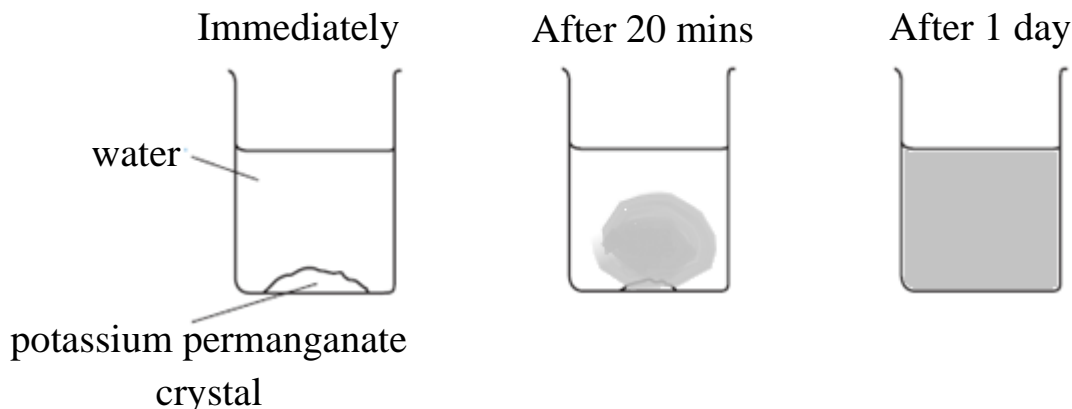 Immediately
After 20 mins
After 1 day
water
potassium permanganate
crystal